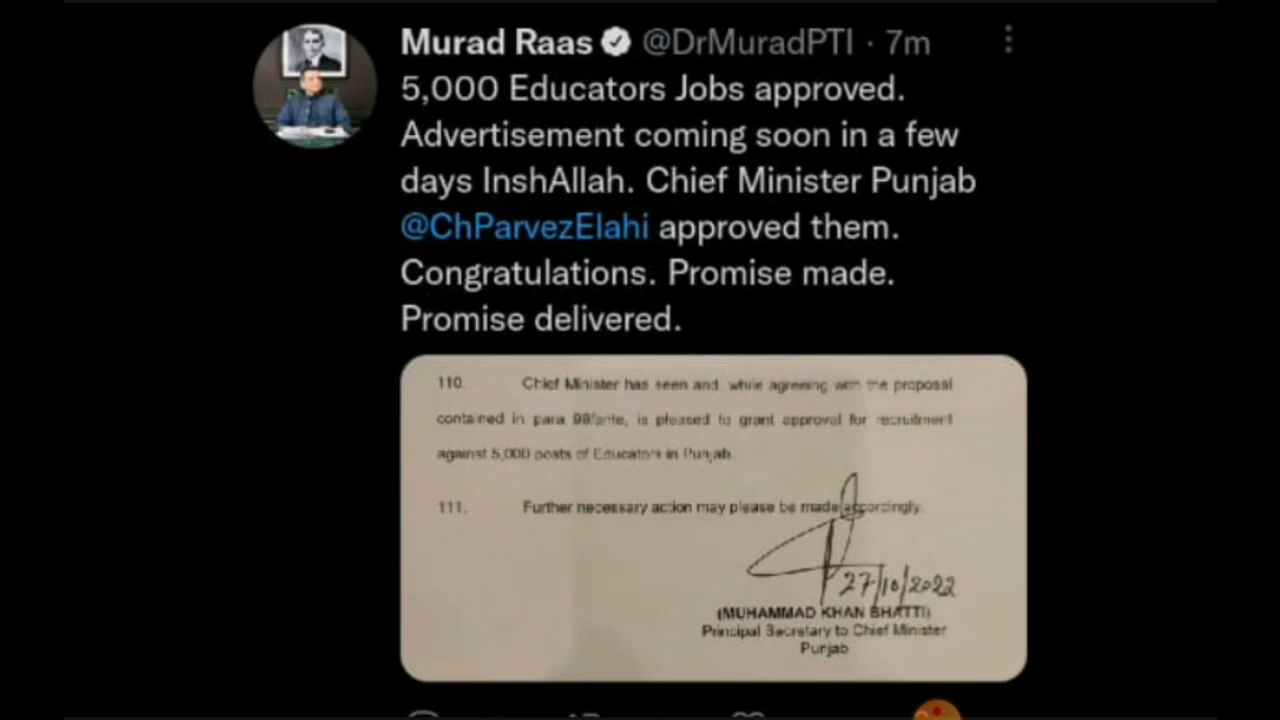 Murad Raas @DrMuradPTI · 7m
5,000 Educators Jobs approved.
Advertisement coming soon in a few
days InshAllah. Chief Minister Punjab
@ChParvezElahi approved them.
Congratulations. Promise made.
Promise delivered.
110. Chief Minister has seen and while agreeing with the proposal
contained in para 99/ante, is pleased to grant approval for recruitment
against 5,000 posts of Educators in Punjab.
111. Further necessary action may please be made accordingly.
27/10/2022
(MUHAMMAD KHAN BHATTI)
Principal Secretary to Chief Minister
Punjab